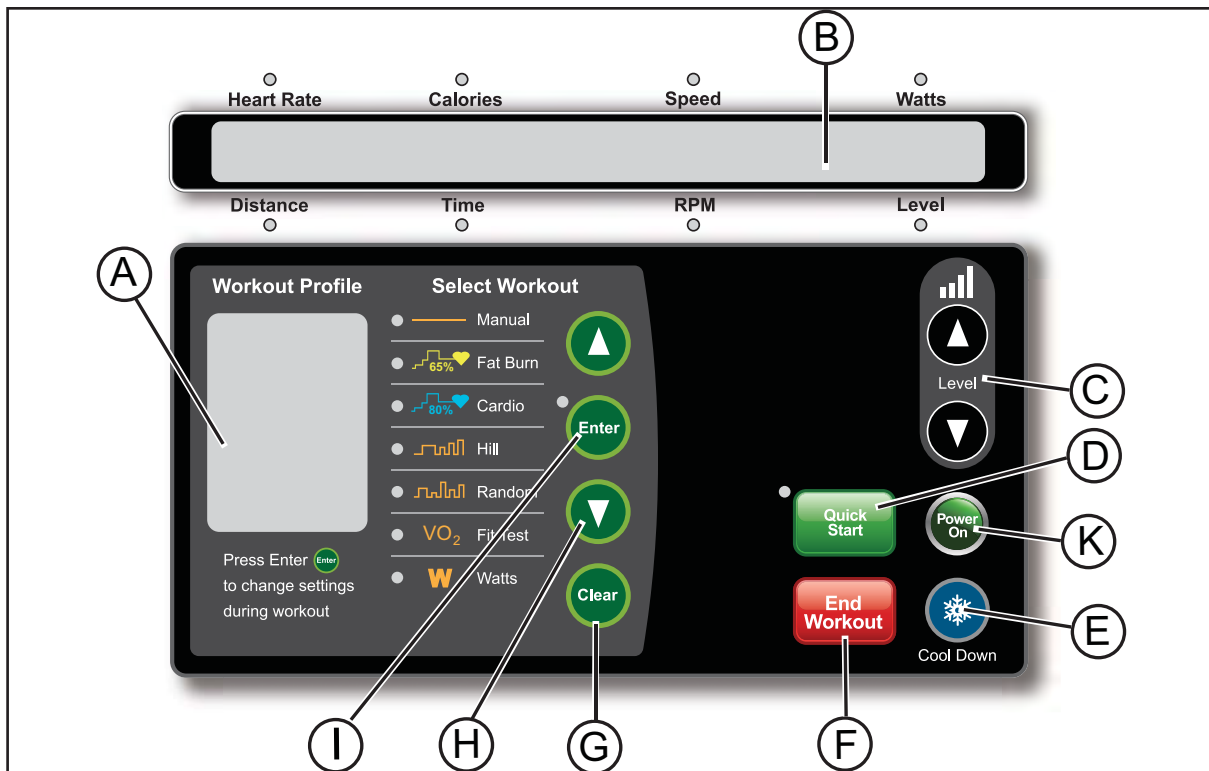 B
Heart Rate Calories Speed Watts
Distance Time RPM Level
A
Workout Profile
Press Enter Enter
to change settings
during workout
Select Workout
Manual
65% Fat Burn
80% Cardio
Hill
Random
VO2 Fit Test
W Watts
Enter
Clear
Level
C
D
Quick
Start
Power
On
K
End
Workout
E
Cool Down
I
H
G
F